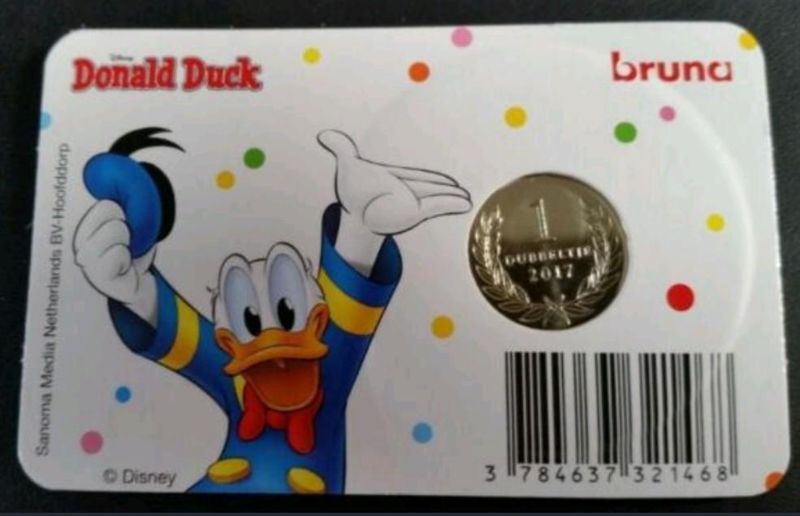 Disney
Donald Duck
bruna
Sanoma Media Netherlands BV-Hoofddorp
1
DUBBELTJE
2017
© Disney
3 784637 321468